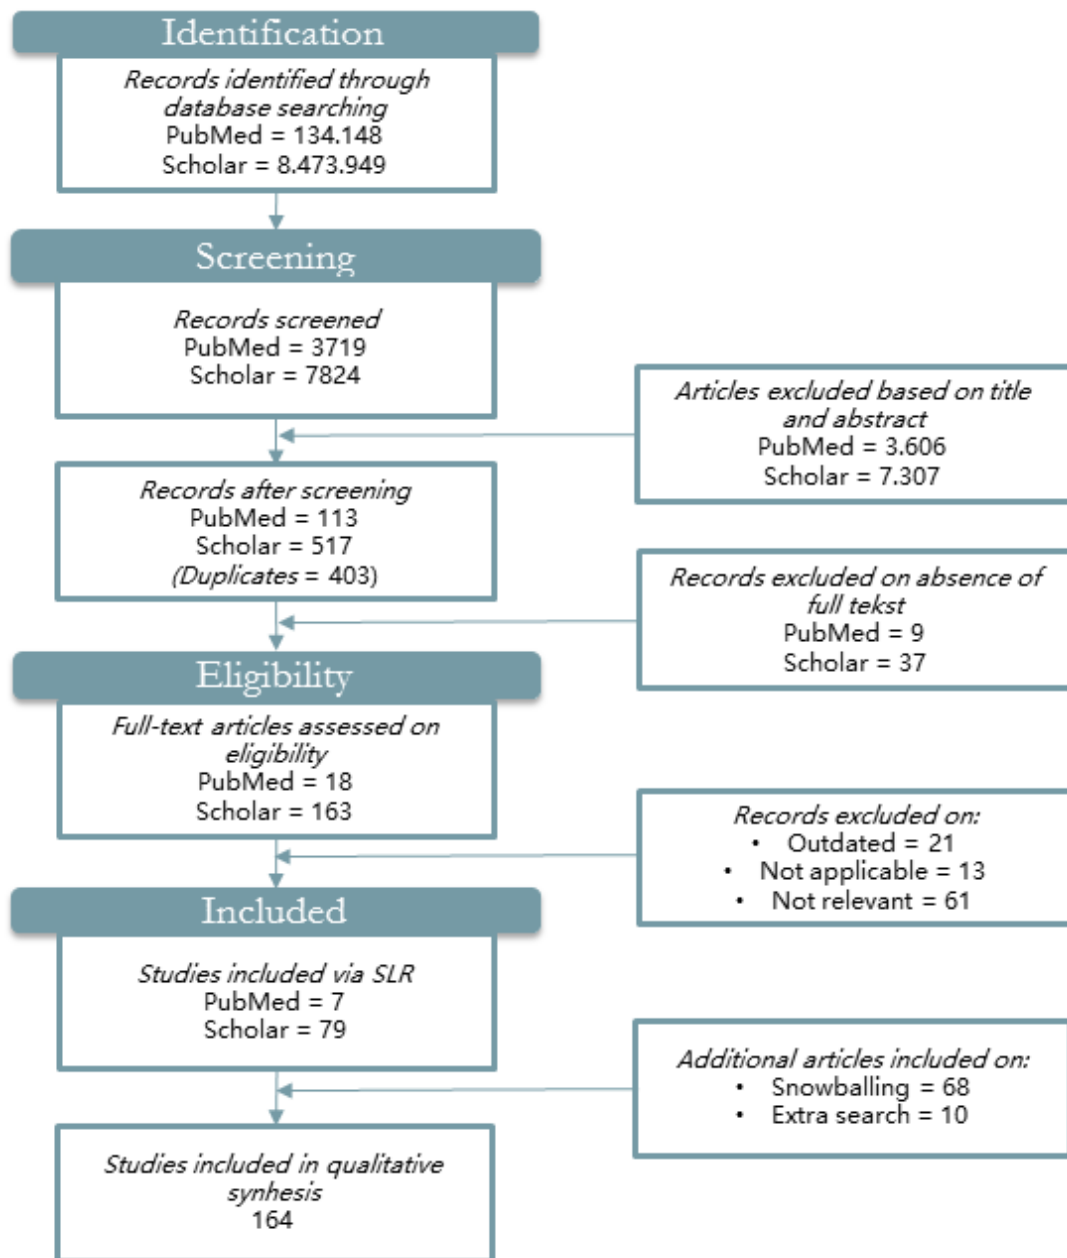 Identification
Records identified through
database searching
PubMed = 134.148
Scholar = 8.473.949
Screening
Records screened
PubMed = 3719
Scholar = 7824
Articles excluded based on title
and abstract
PubMed = 3.606
Scholar = 7.307
Records after screening
PubMed = 113
Scholar = 517
(Duplicates = 403)
Records excluded on absence of
full tekst
PubMed = 9
Scholar = 37
Eligibility
Full-text articles assessed on
eligibility
PubMed = 18
Scholar = 163
Records excluded on:
• Outdated = 21
• Not applicable = 13
• Not relevant = 61
Included
Studies included via SLR
PubMed = 7
Scholar = 79
Additional articles included on:
• Snowballing = 68
• Extra search = 10
Studies included in qualitative
synhesis
164